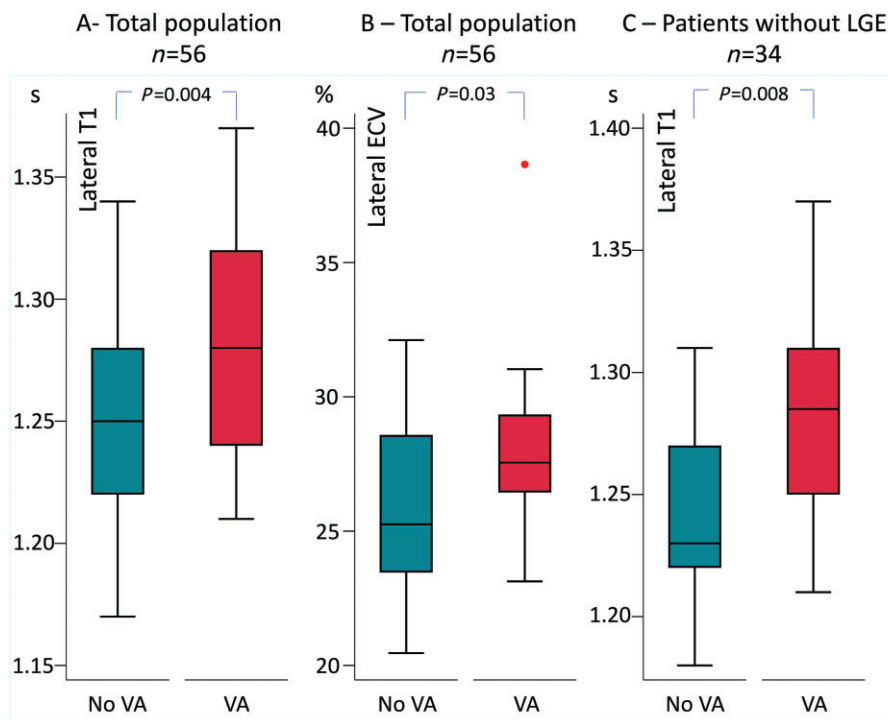 A- Total population
n=56
s
P=0.004
Lateral T1
1.35
1.30
1.25
1.20
1.15
No VA
VA
B – Total population
n=56
%
P=0.03
Lateral ECV
40
35
30
25
20
No VA
VA
C – Patients without LGE
n=34
s
P=0.008
Lateral T1
1.40
1.35
1.30
1.25
1.20
No VA
VA